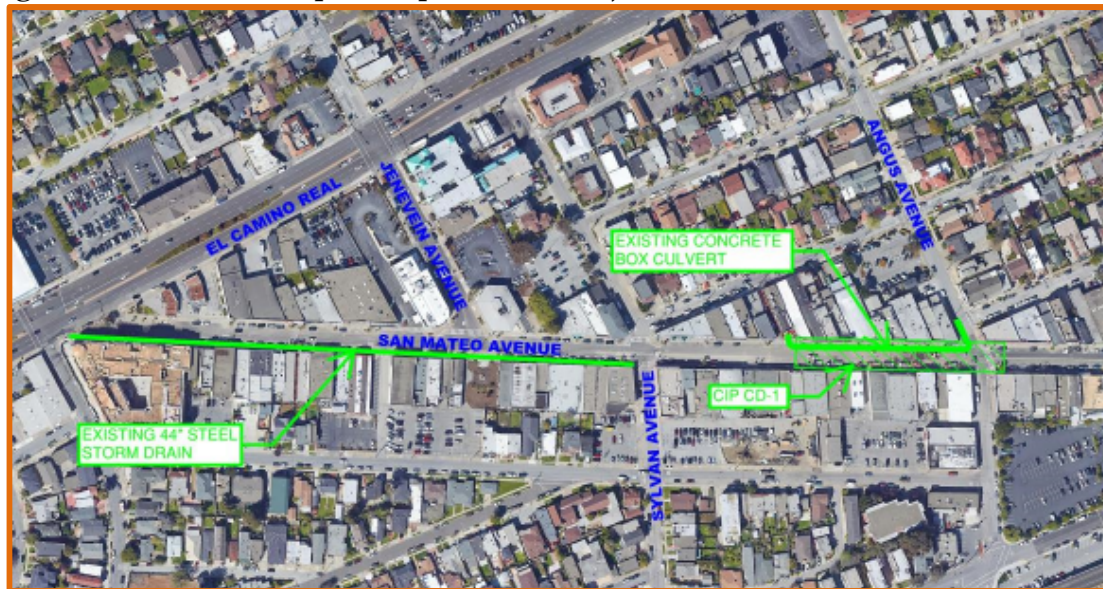 EL CAMINO REAL
JENEVEIN AVENUE
ANGUS AVENUE
EXISTING CONCRETE
BOX CULVERT
SAN MATEO AVENUE
CIP CD-1
EXISTING 44" STEEL
STORM DRAIN
SYLVAN AVENUE